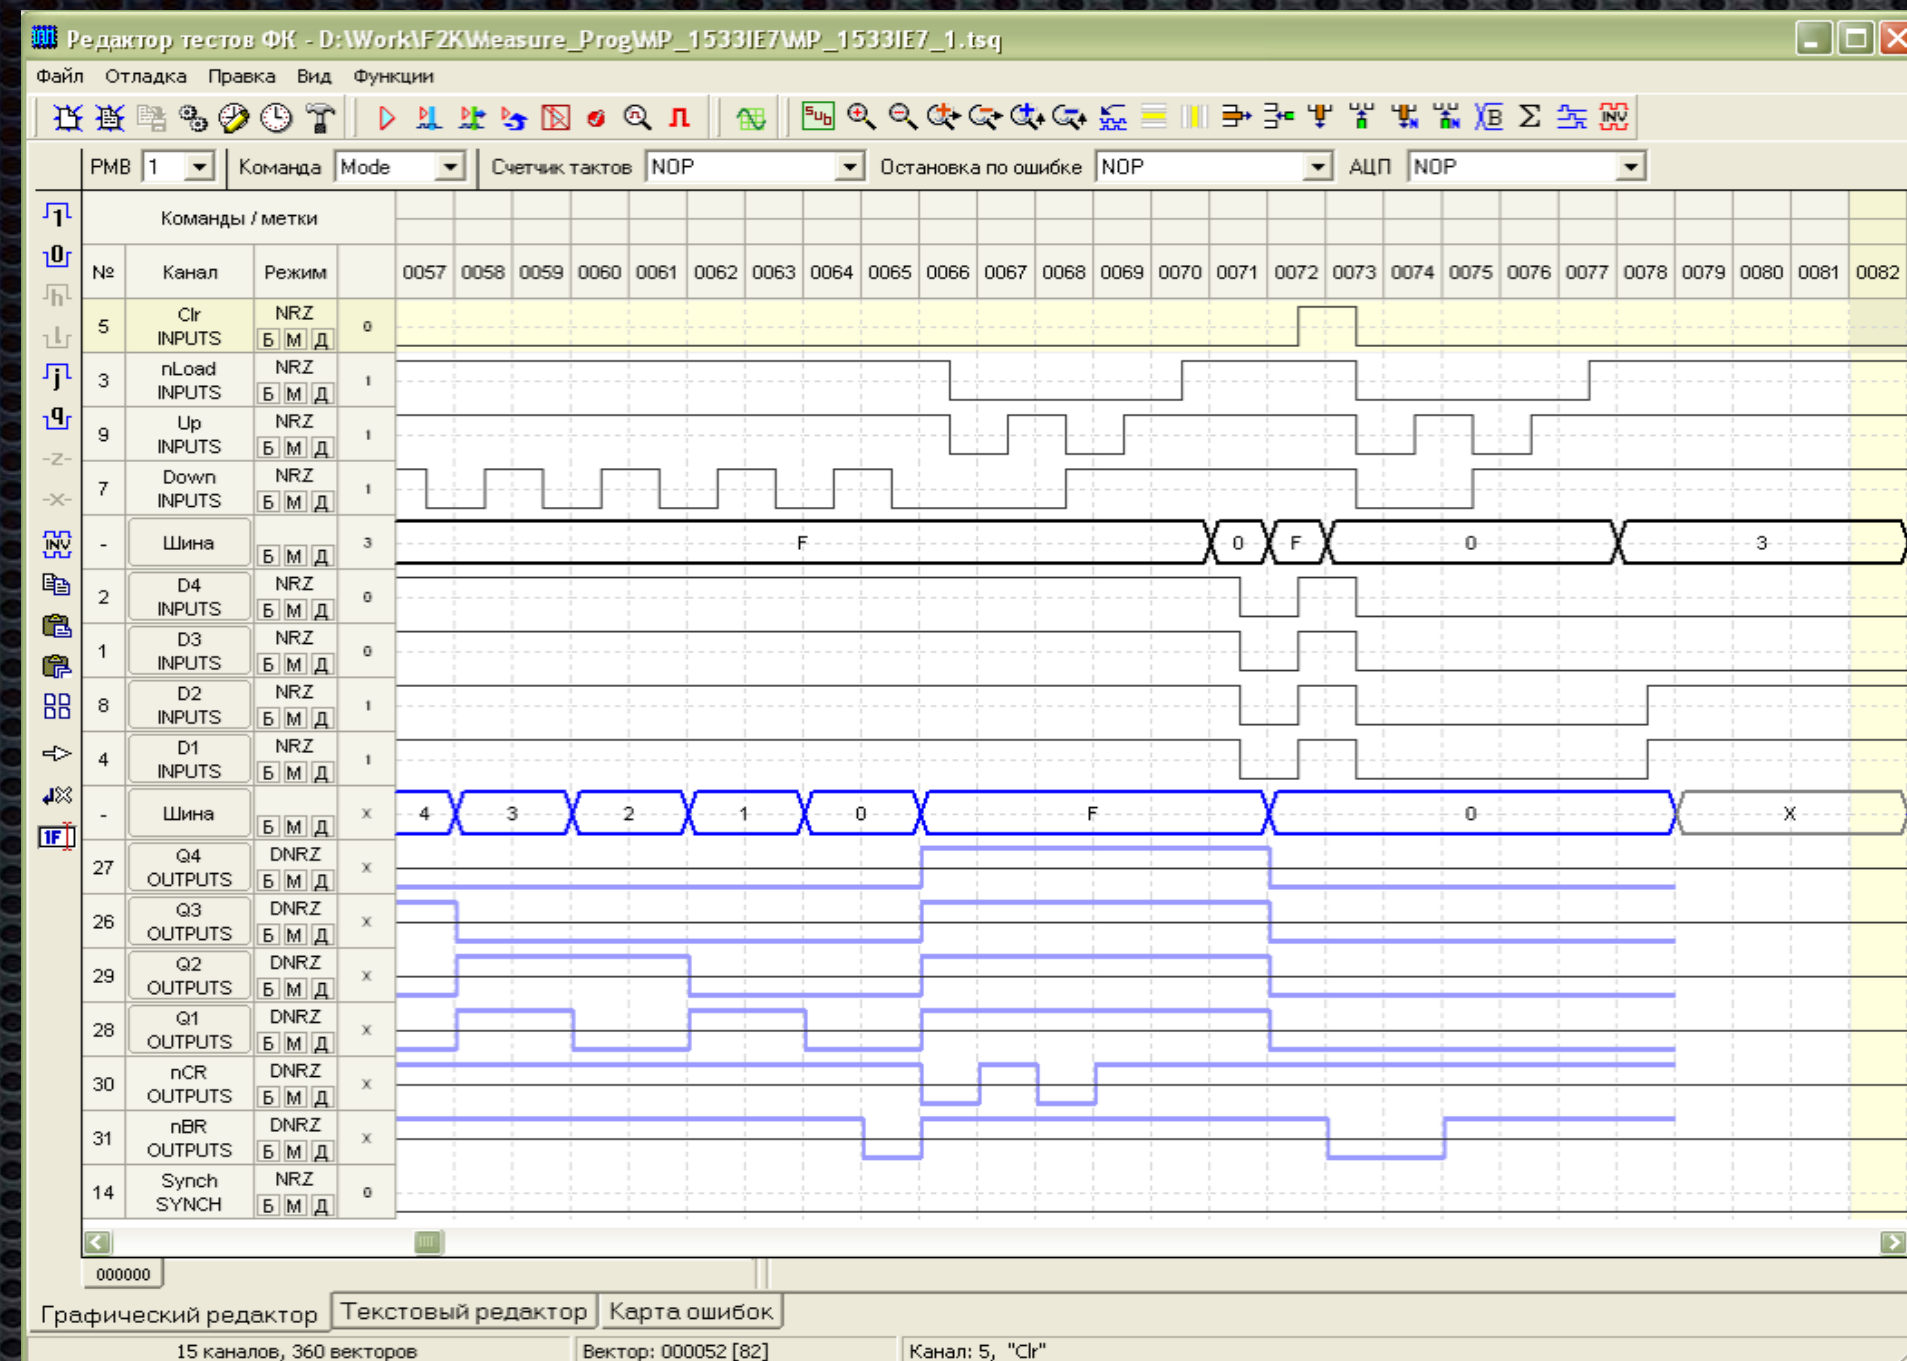 Редактор тестов ФК - D:\Work\F2K\Measure_Prog\MP_1533IE7\MP_1533IE7_1.tsq
Файл Отладка Правка Вид Функции
Sub B Σ INV
РМВ 1 Команда Mode Счетчик тактов NOP Остановка по ошибке NOP АЦП NOP
Команды / метки
№ Канал Режим 0057 0058 0059 0060 0061 0062 0063 0064 0065 0066 0067 0068 0069 0070 0071 0072 0073 0074 0075 0076 0077 0078 0079 0080 0081 0082
5 Clr INPUTS NRZ Б М Д 0
3 nLoad INPUTS NRZ Б М Д 1
9 Up INPUTS NRZ Б М Д 1
7 Down INPUTS NRZ Б М Д 1
- Шина Б М Д 3 F 0 F 0 3
2 D4 INPUTS NRZ Б М Д 0
1 D3 INPUTS NRZ Б М Д 0
8 D2 INPUTS NRZ Б М Д 1
4 D1 INPUTS NRZ Б М Д 1
- Шина Б М Д X 4 3 2 1 0 F 0 X
27 Q4 OUTPUTS DNRZ Б М Д X
26 Q3 OUTPUTS DNRZ Б М Д X
29 Q2 OUTPUTS DNRZ Б М Д X
28 Q1 OUTPUTS DNRZ Б М Д X
30 nCR OUTPUTS DNRZ Б М Д X
31 nBR OUTPUTS DNRZ Б М Д X
14 Synch SYNCH NRZ Б М Д 0
1
0
h
L
j
q
-Z-
-X-
INV
1F
000000
Графический редактор Текстовый редактор Карта ошибок
15 каналов, 360 векторов Вектор: 000052 [82] Канал: 5, "Clr"